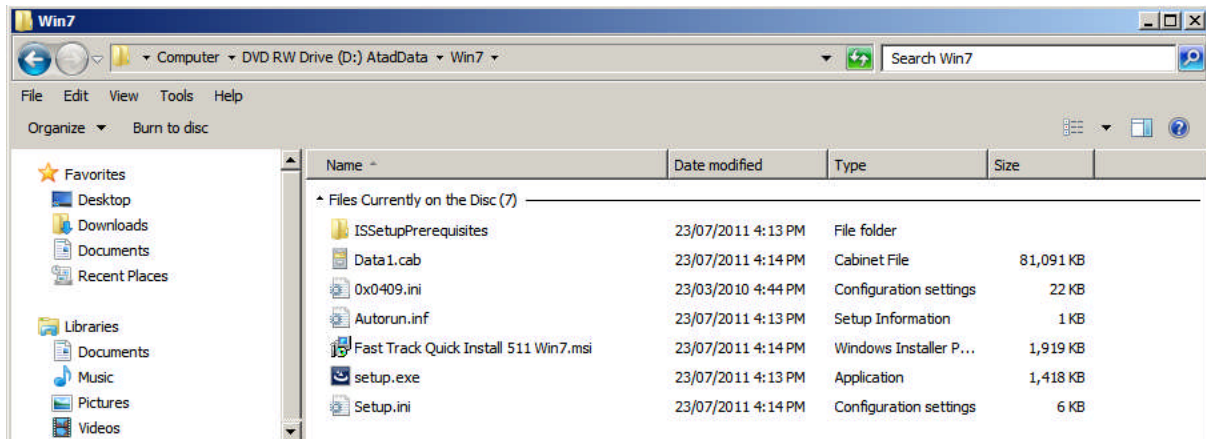 Win7
Computer DVD RW Drive (D:) AtadData Win7 Search Win7
File Edit View Tools Help
Organize Burn to disc
Favorites
Desktop
Downloads
Documents
Recent Places
Libraries
Documents
Music
Pictures
Videos
Name Date modified Type Size
Files Currently on the Disc (7)
ISSetupPrerequisites 23/07/2011 4:13 PM File folder
Data1.cab 23/07/2011 4:14 PM Cabinet File 81,091 KB
0x0409.ini 23/03/2010 4:44 PM Configuration settings 22 KB
Autorun.inf 23/07/2011 4:13 PM Setup Information 1 KB
Fast Track Quick Install 511 Win7.msi 23/07/2011 4:14 PM Windows Installer P... 1,919 KB
setup.exe 23/07/2011 4:13 PM Application 1,418 KB
Setup.ini 23/07/2011 4:14 PM Configuration settings 6 KB